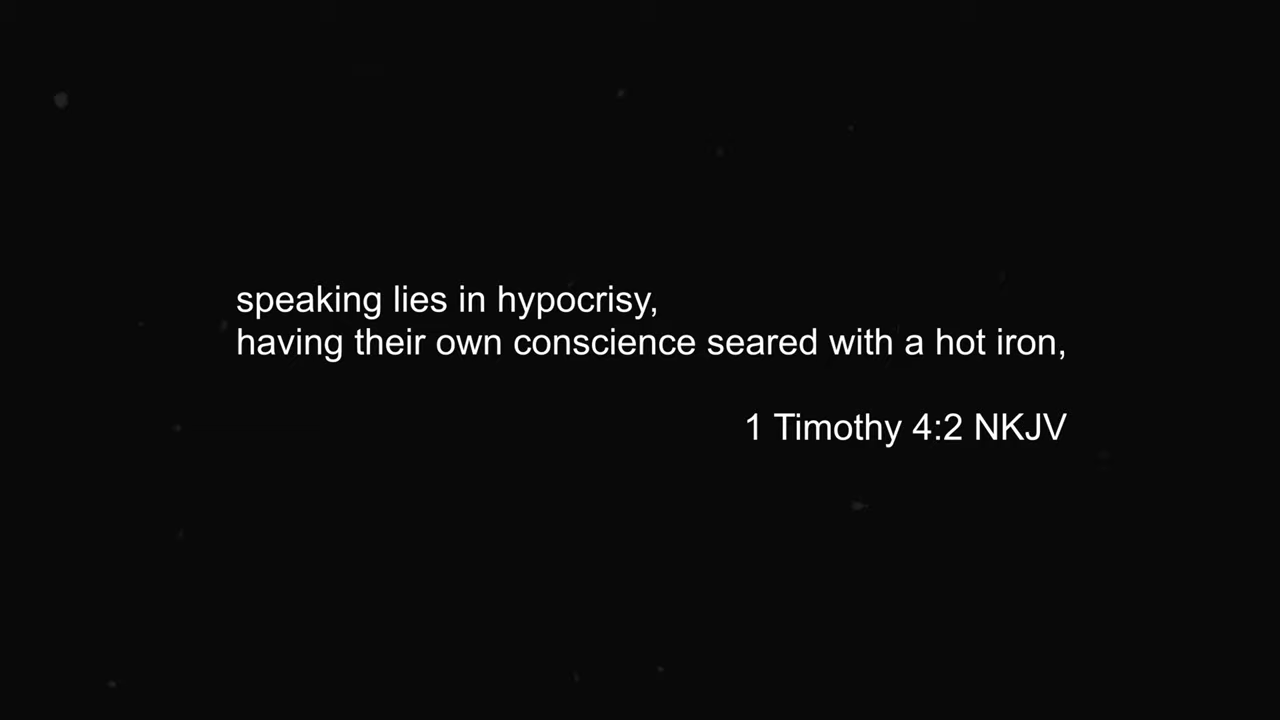 speaking lies in hypocrisy,
having their own conscience seared with a hot iron,
1 Timothy 4:2 NKJV